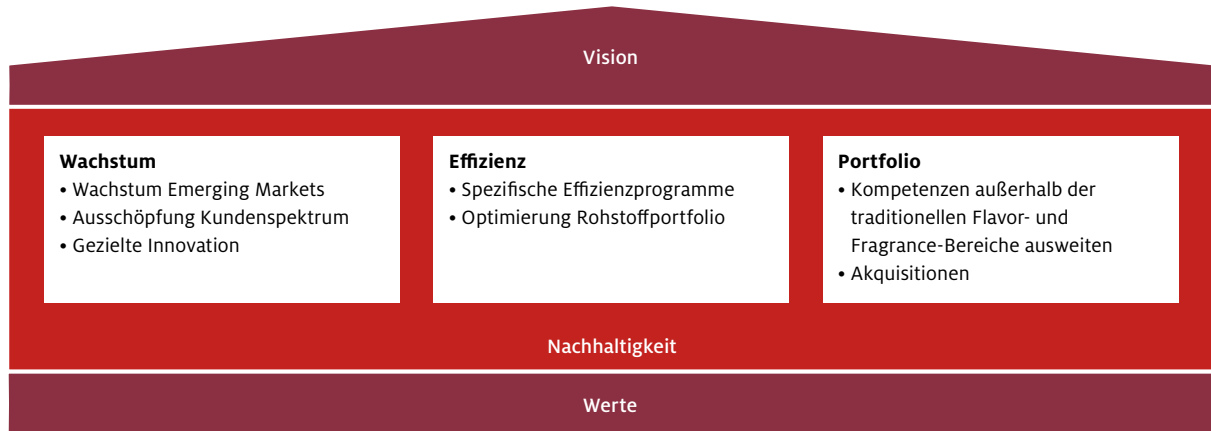 Vision
Wachstum
• Wachstum Emerging Markets
• Ausschöpfung Kundenspektrum
• Gezielte Innovation
Effizienz
• Spezifische Effizienzprogramme
• Optimierung Rohstoffportfolio
Portfolio
• Kompetenzen außerhalb der
traditionellen Flavor- und
Fragrance-Bereiche ausweiten
• Akquisitionen
Nachhaltigkeit
Werte